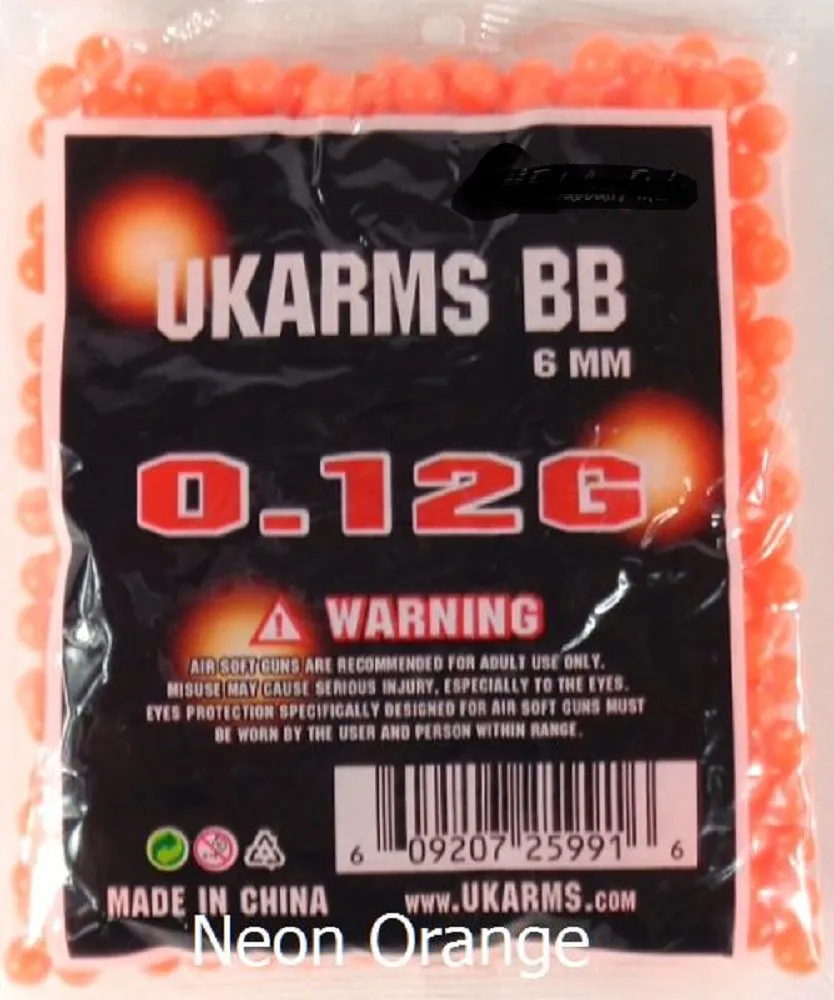 UKARMS BB
6 MM
0.12G
WARNING
AIR SOFT GUNS ARE RECOMMENDED FOR ADULT USE ONLY.
MISUSE MAY CAUSE SERIOUS INJURY, ESPECIALLY TO THE EYES.
EYES PROTECTION SPECIFICALLY DESIGNED FOR AIR SOFT GUNS MUST
BE WORN BY THE USER AND PERSON WITHIN RANGE.
6 09207 25991 6
MADE IN CHINA www.UKARMS.com
Neon Orange